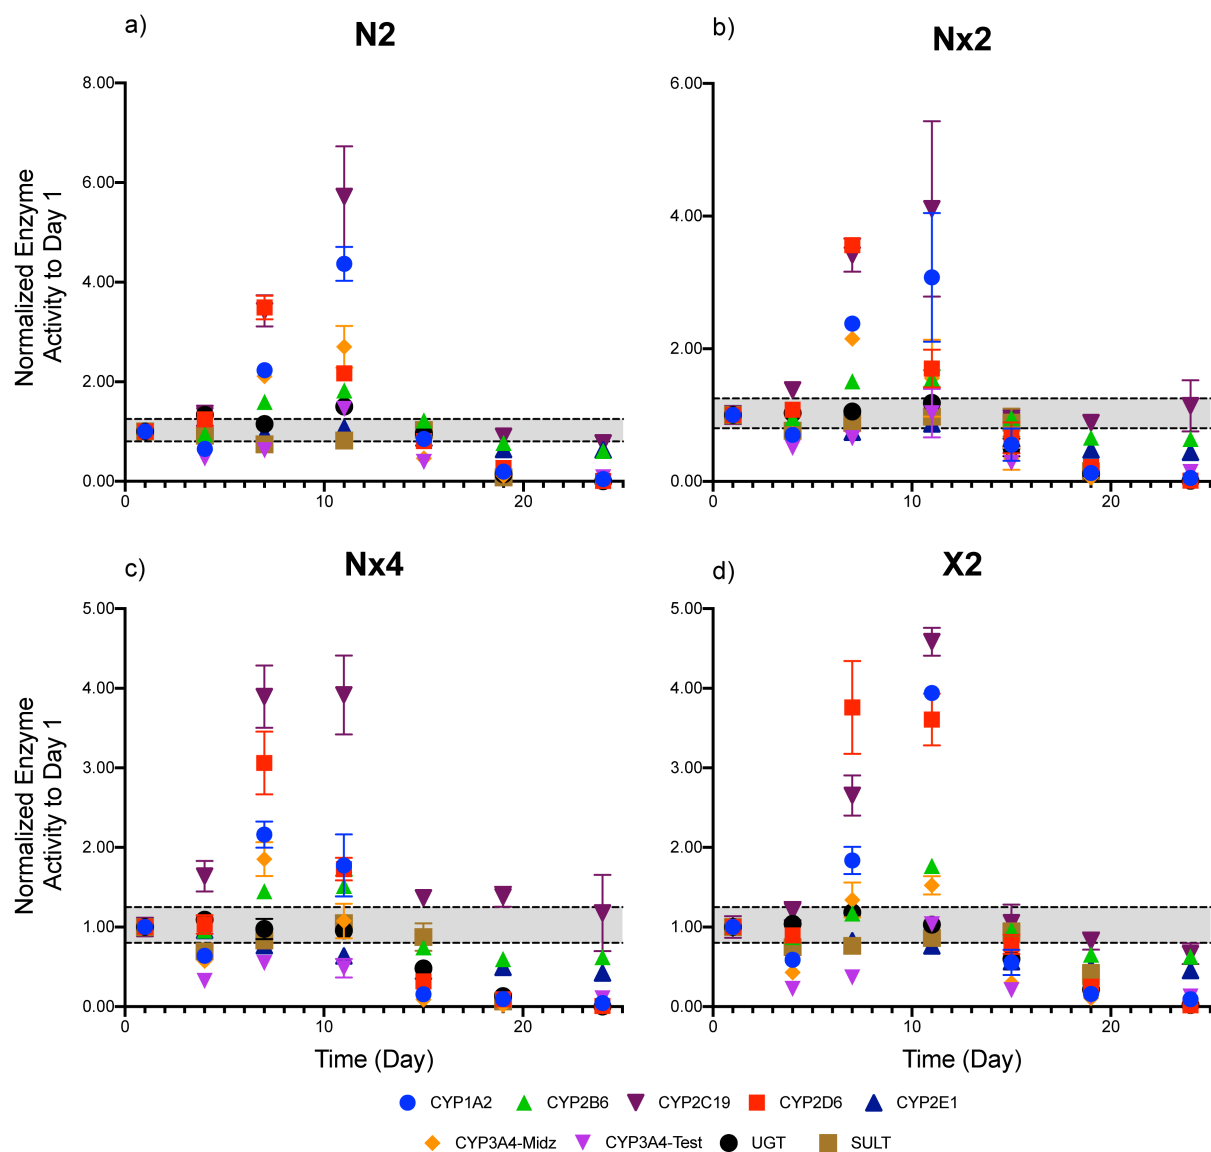 a) N2
b) Nx2
Normalized Enzyme
Activity to Day 1
8.00
6.00
4.00
2.00
0.00
0 10 20
6.00
4.00
2.00
0.00
0 10 20
c) Nx4
d) X2
Normalized Enzyme
Activity to Day 1
5.00
4.00
3.00
2.00
1.00
0.00
0 10 20
Time (Day)
5.00
4.00
3.00
2.00
1.00
0.00
0 10 20
Time (Day)
CYP1A2 CYP2B6 CYP2C19 CYP2D6 CYP2E1
CYP3A4-Midz CYP3A4-Test UGT SULT